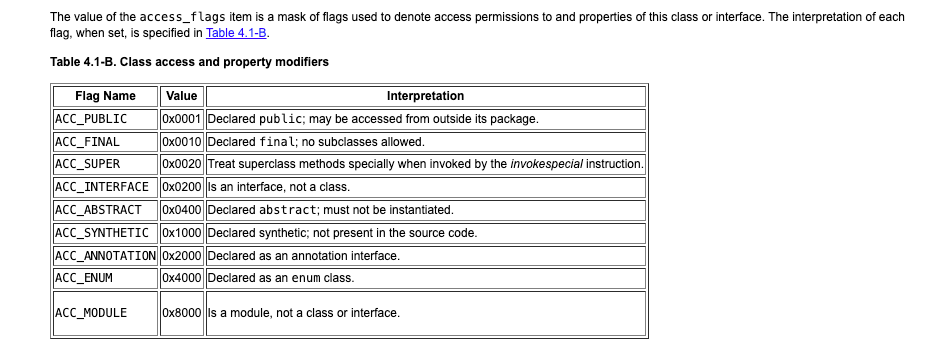 The value of the access_flags item is a mask of flags used to denote access permissions to and properties of this class or interface. The interpretation of each
flag, when set, is specified in Table 4.1-B.
Table 4.1-B. Class access and property modifiers
Flag Name Value Interpretation
ACC_PUBLIC 0x0001 Declared public; may be accessed from outside its package.
ACC_FINAL 0x0010 Declared final; no subclasses allowed.
ACC_SUPER 0x0020 Treat superclass methods specially when invoked by the invokespecial instruction.
ACC_INTERFACE 0x0200 Is an interface, not a class.
ACC_ABSTRACT 0x0400 Declared abstract; must not be instantiated.
ACC_SYNTHETIC 0x1000 Declared synthetic; not present in the source code.
ACC_ANNOTATION 0x2000 Declared as an annotation interface.
ACC_ENUM 0x4000 Declared as an enum class.
ACC_MODULE 0x8000 Is a module, not a class or interface.